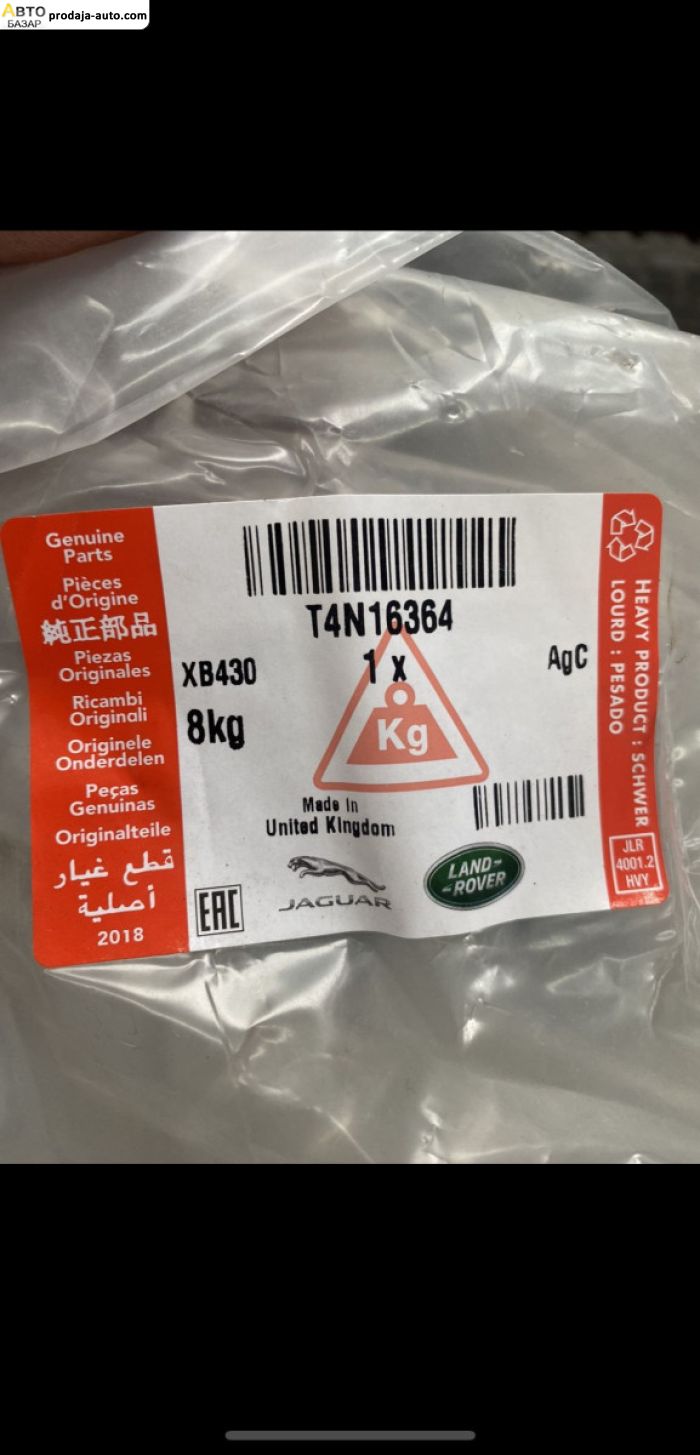 АВТО
БАЗАР
prodaja-auto.com
Genuine
Parts
Pièces
d'Origine
純正部品
Piezas
Originales
Ricambi
Originali
Originele
Onderdelen
Peças
Genuínas
Originalteile
قطع غيار
أصلية
2018
T4N16364
1 x
XB430
AgC
8kg
Kg
Made In
United Kingdom
EAC
JAGUAR
LAND-
-ROVER
HEAVY PRODUCT : SCHWER
LOURD : PESADO
JLR
4001.2
HVY